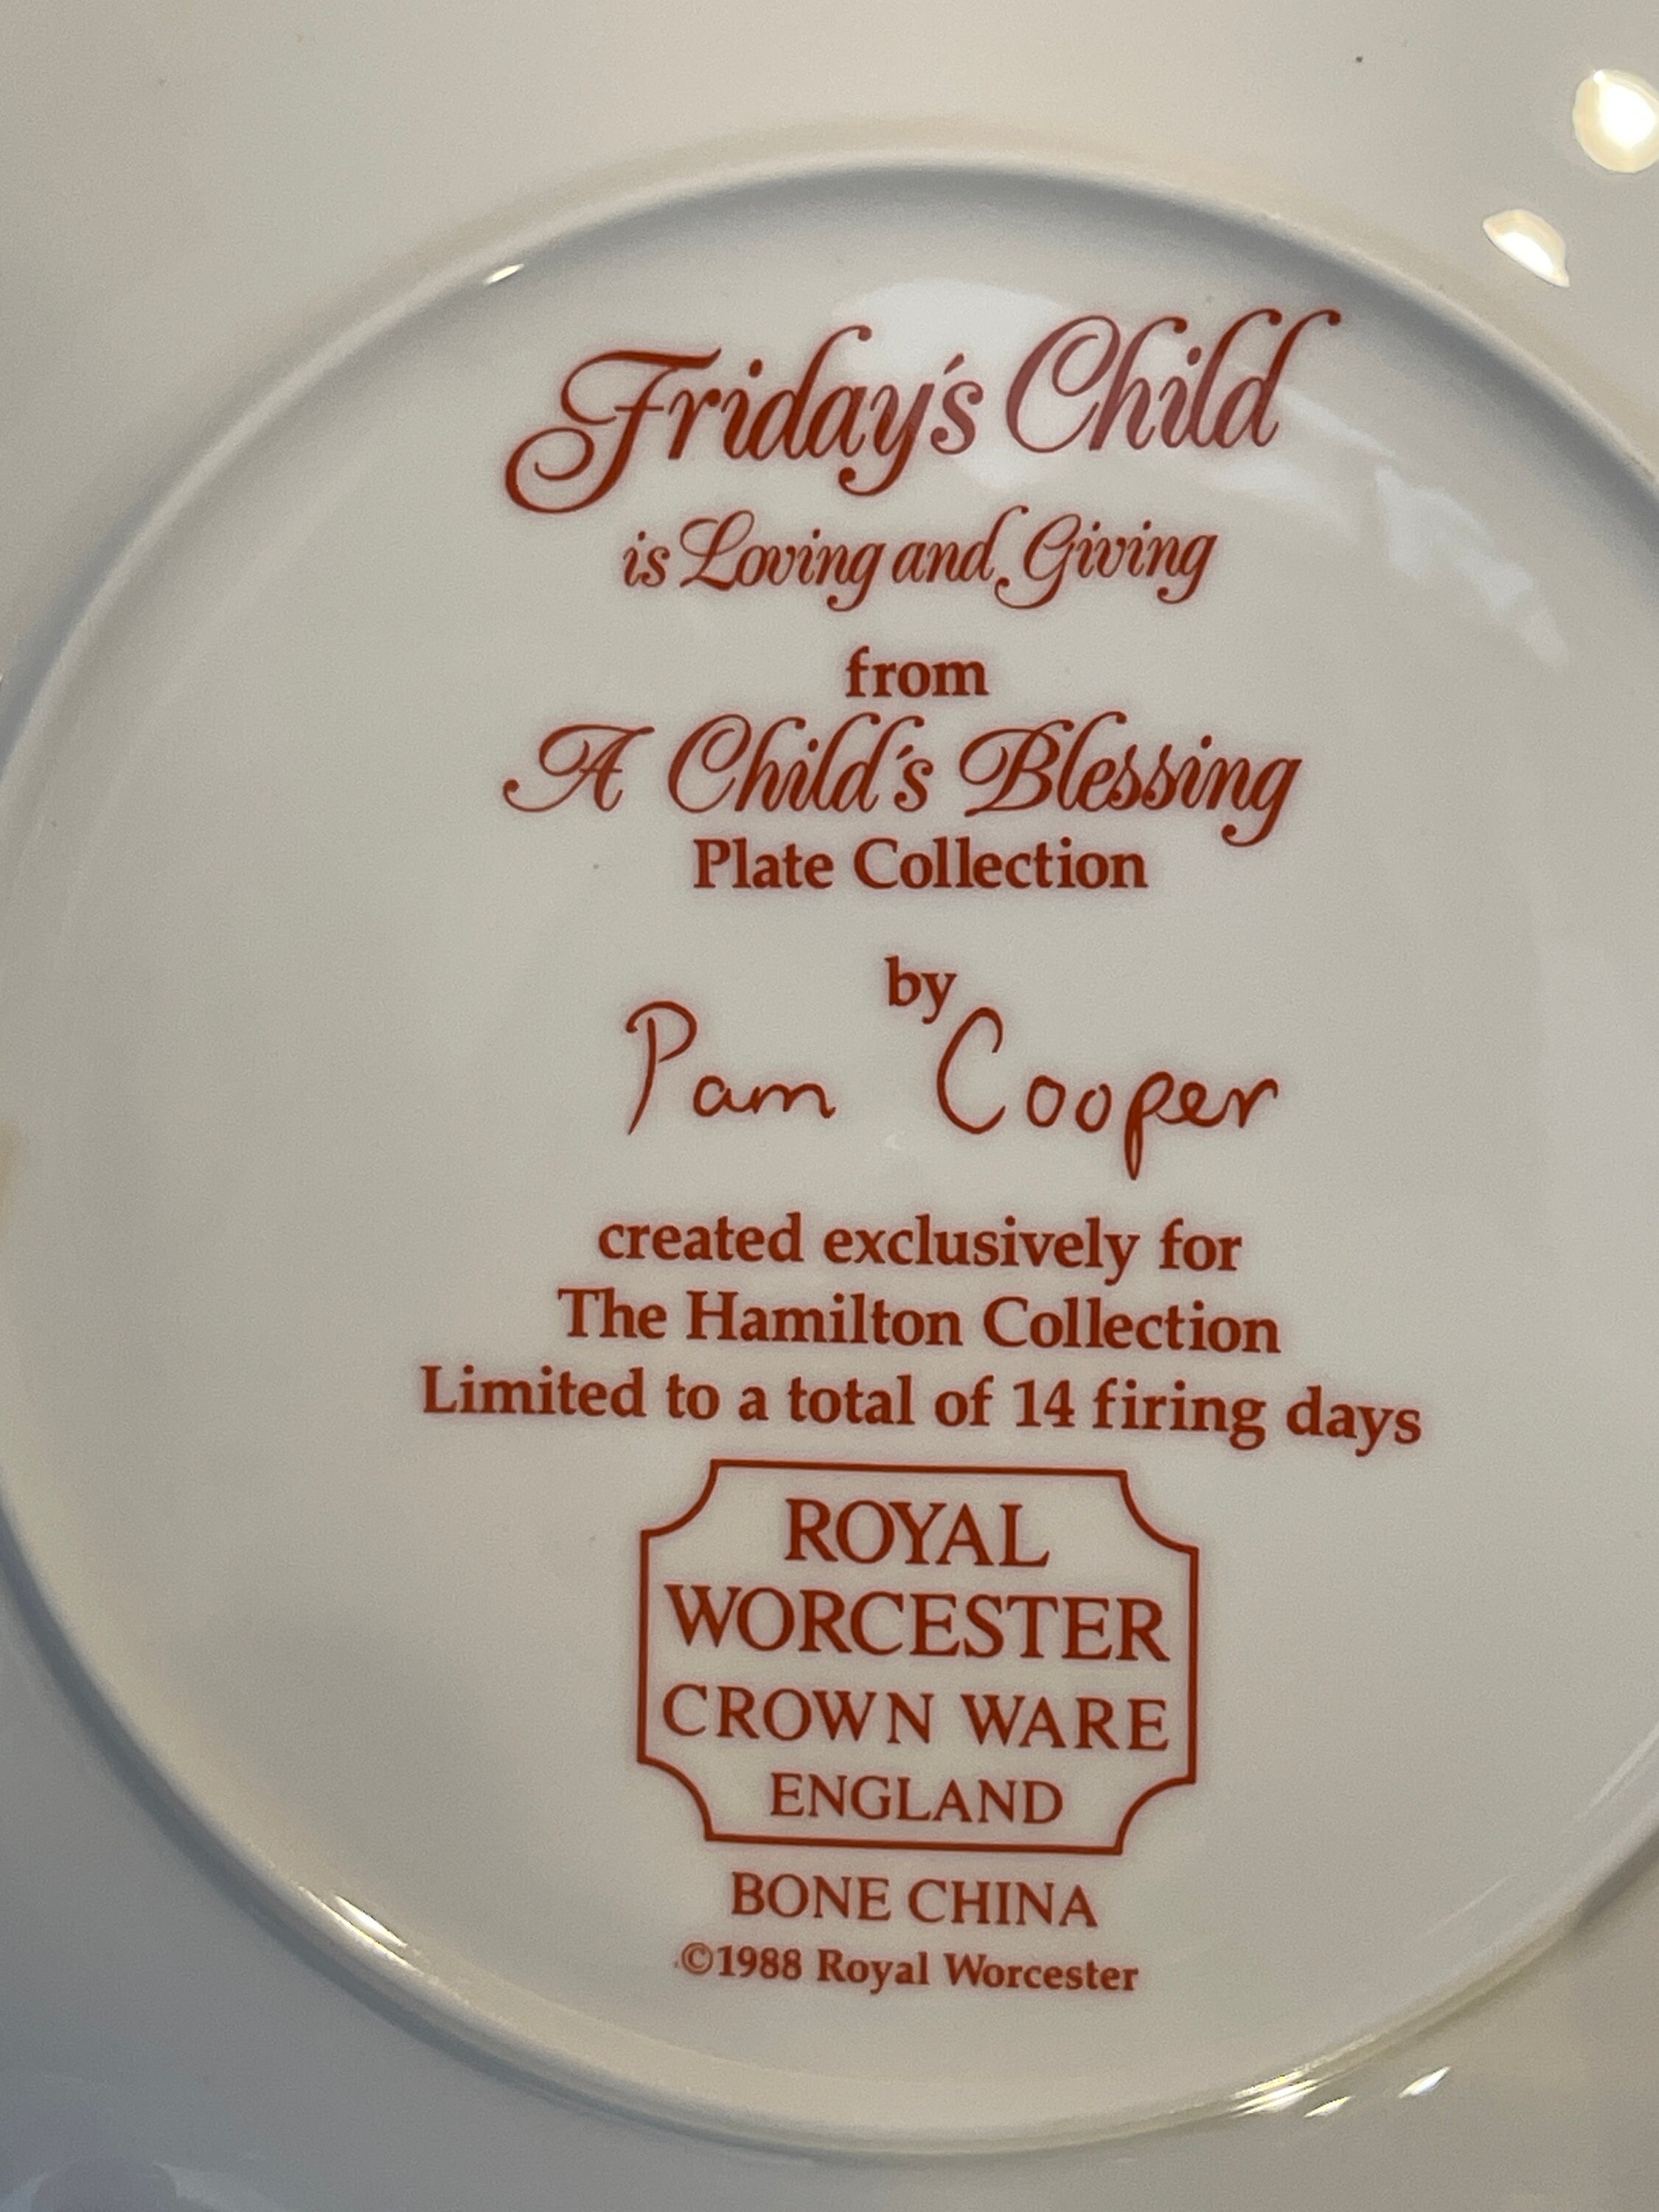 Friday's Child
is Loving and Giving
from
A Child's Blessing
Plate Collection
by
Pam Cooper
created exclusively for
The Hamilton Collection
Limited to a total of 14 firing days
ROYAL
WORCESTER
CROWN WARE
ENGLAND
BONE CHINA
©1988 Royal Worcester